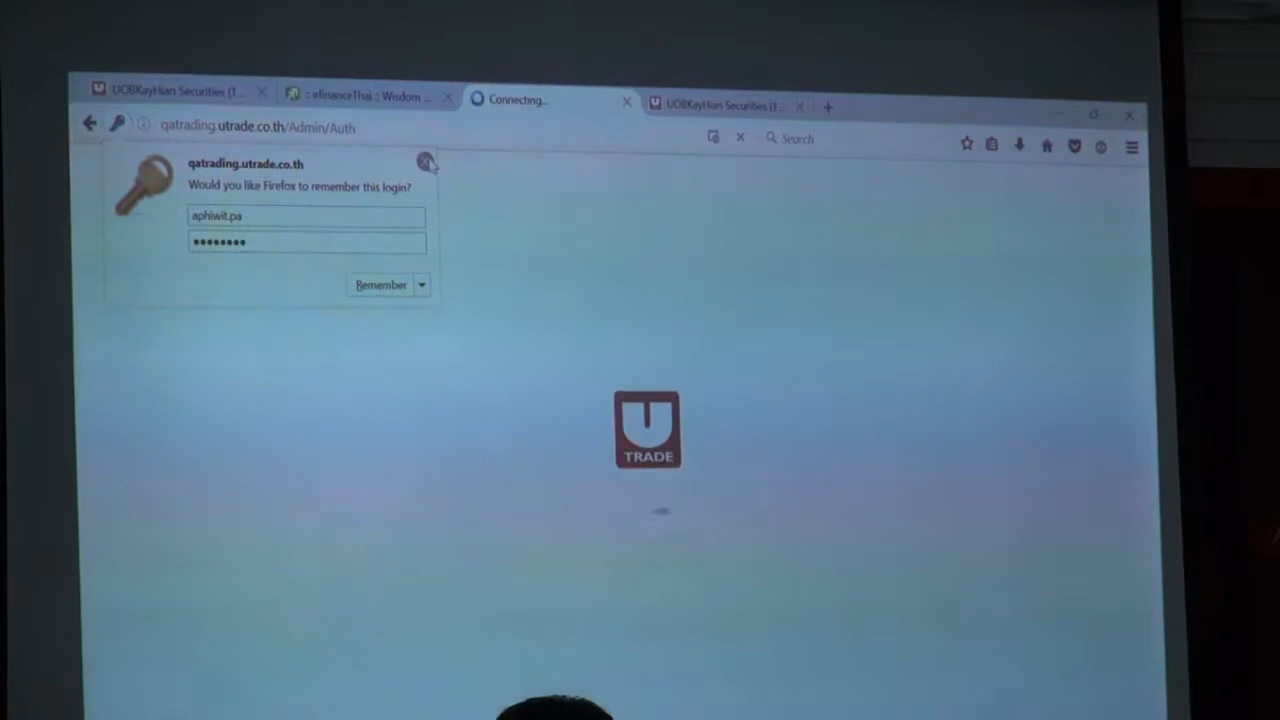 UOBKayHian Securities (T...
:: efinanceThai :: Wisdom ...
Connecting...
UOBKayHian Securities (T...
qatrading.utrade.co.th/Admin/Auth
Search
qatrading.utrade.co.th
Would you like Firefox to remember this login?
aphiwit.pa
••••••••
Remember
U
TRADE